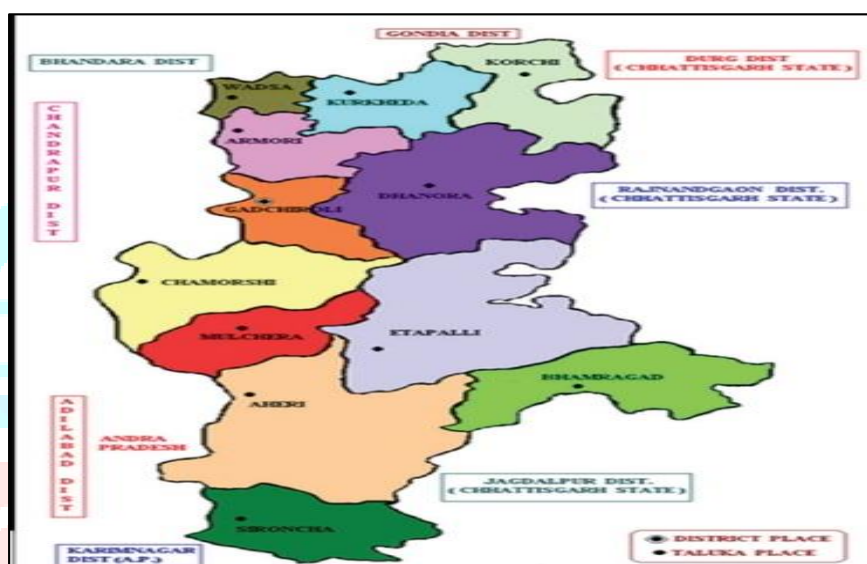 GONDIA DIST
BHANDARA DIST
KORCHI
DURG DIST
(CHHATTISGARH STATE)
WADSA
KURKHEDA
CHANDRAPUR DIST
ARMORI
DHANORA
RAJNANDGAON DIST.
(CHHATTISGARH STATE)
GADCHIROLI
CHAMORSHI
MULCHERA
ETAPALLI
BHAMRAGAD
AHERI
ADILABAD DIST
ANDRA
PRADESH
JAGDALPUR DIST.
(CHHATTISGARH STATE)
SIRONCHA
KARIMNAGAR
DIST (A.P.)
DISTRICT PLACE
TALUKA PLACE